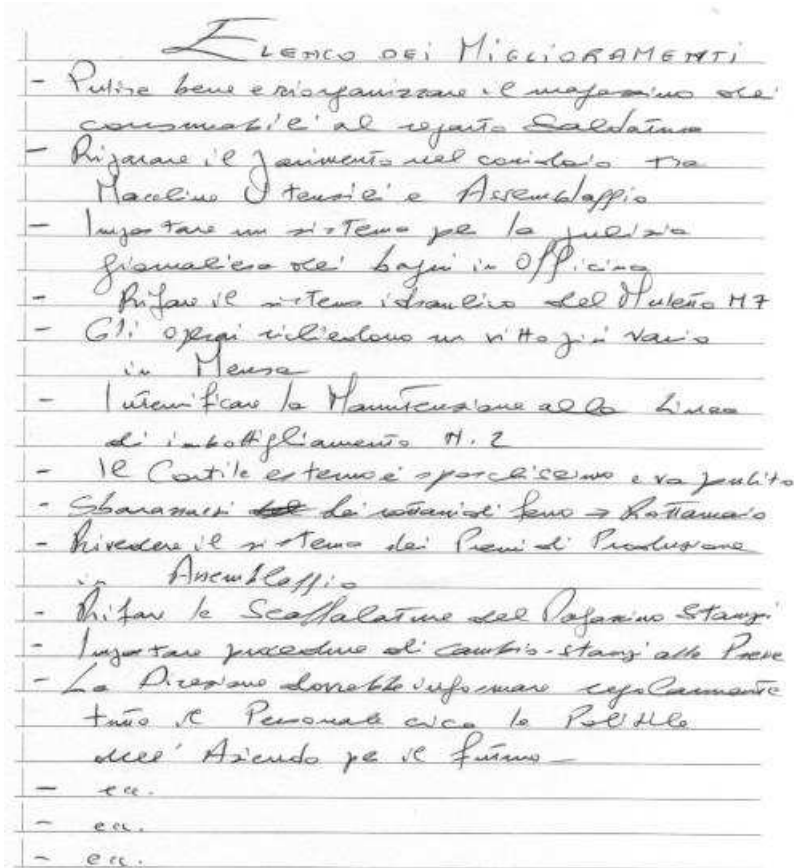 ELENCO DEI MIGLIORAMENTI
- Pulire bene e riorganizzare il magazzino dei
consumabili al reparto Saldatura
- Riparare il pavimento nel corridoio tra
Macchine Utensili e Assemblaggio
- Impostare un sistema per la pulizia
giornaliera dei bagni in Officina
- Rifare il sistema idraulico del Muletto N7
- Gli operai richiedono un vitto più vario
in Mensa
- Intensificare la Manutenzione alla Linea
di imbottigliamento N. 2
- Il Cortile esterno è sporchissimo e va pulito
- Sbarazzarsi dei rottami di ferro → Rottamaio
- Rivedere il sistema dei Premi di Produzione
in Assemblaggio
- Rifare le Scaffalature del Magazzino Stampi
- Impostare procedure di cambio-stampi alle Presse
- La Direzione dovrebbe informare regolarmente
tutto il Personale circa le Politiche
dell'Azienda per il futuro
- ecc.
- ecc.
- ecc.